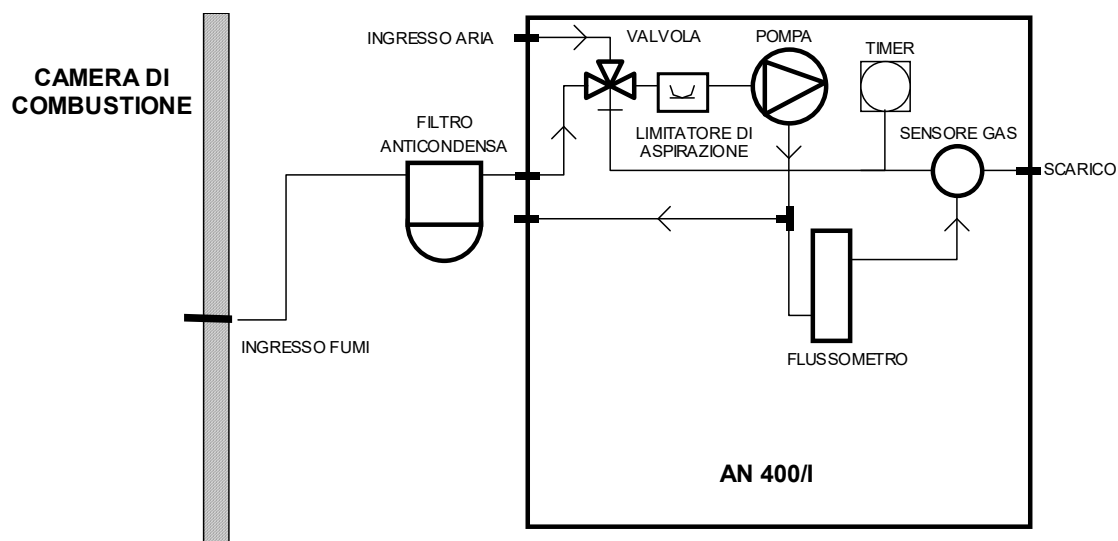 INGRESSO ARIA
VALVOLA
POMPA
TIMER
CAMERA DI
COMBUSTIONE
FILTRO
ANTICONDENSA
LIMITATORE DI
ASPIRAZIONE
SENSORE GAS
SCARICO
INGRESSO FUMI
FLUSSOMETRO
AN 400/I